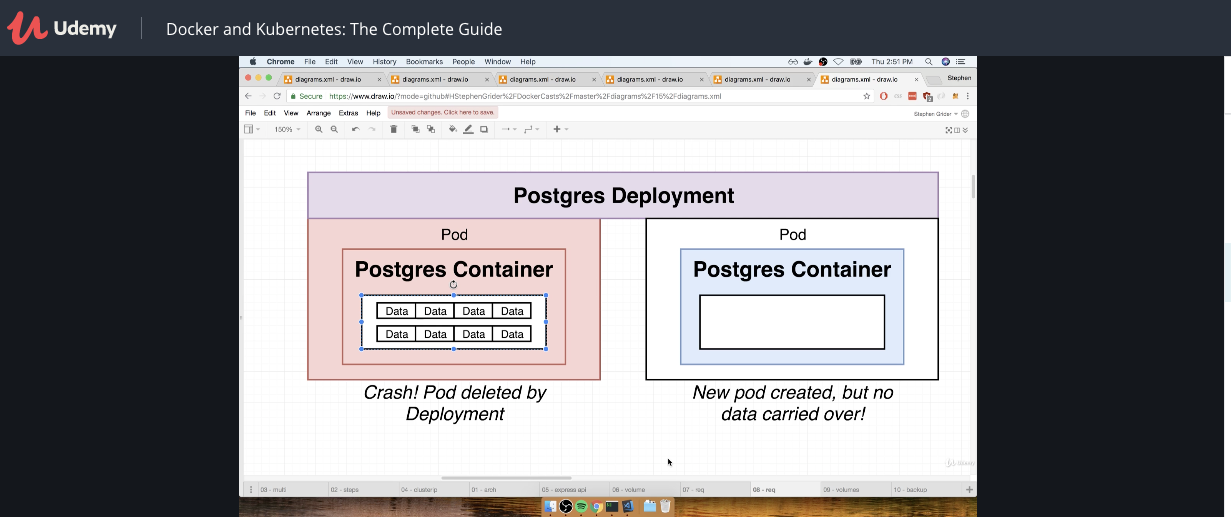 Udemy
Docker and Kubernetes: The Complete Guide
Chrome File Edit View History Bookmarks People Window Help
Thu 2:51 PM
diagrams.xml - draw.io
diagrams.xml - draw.io
diagrams.xml - draw.io
diagrams.xml - draw.io
diagrams.xml - draw.io
diagrams.xml - draw.io
Stephen
Secure https://www.draw.io/?mode=github#HStephenGrider%2FDockerCasts%2Fmaster%2Fdiagrams%2F15%2Fdiagrams.xml
File Edit View Arrange Extras Help
Unsaved changes. Click here to save.
Stephen Grider
150%
Postgres Deployment
Pod
Postgres Container
Data Data Data Data
Data Data Data Data
Crash! Pod deleted by
Deployment
Pod
Postgres Container
New pod created, but no
data carried over!
Udemy
03 - multi
02 - steps
04 - clusterip
01 - arch
05 - express api
06 - volume
07 - req
08 - req
09 - volumes
10 - backup